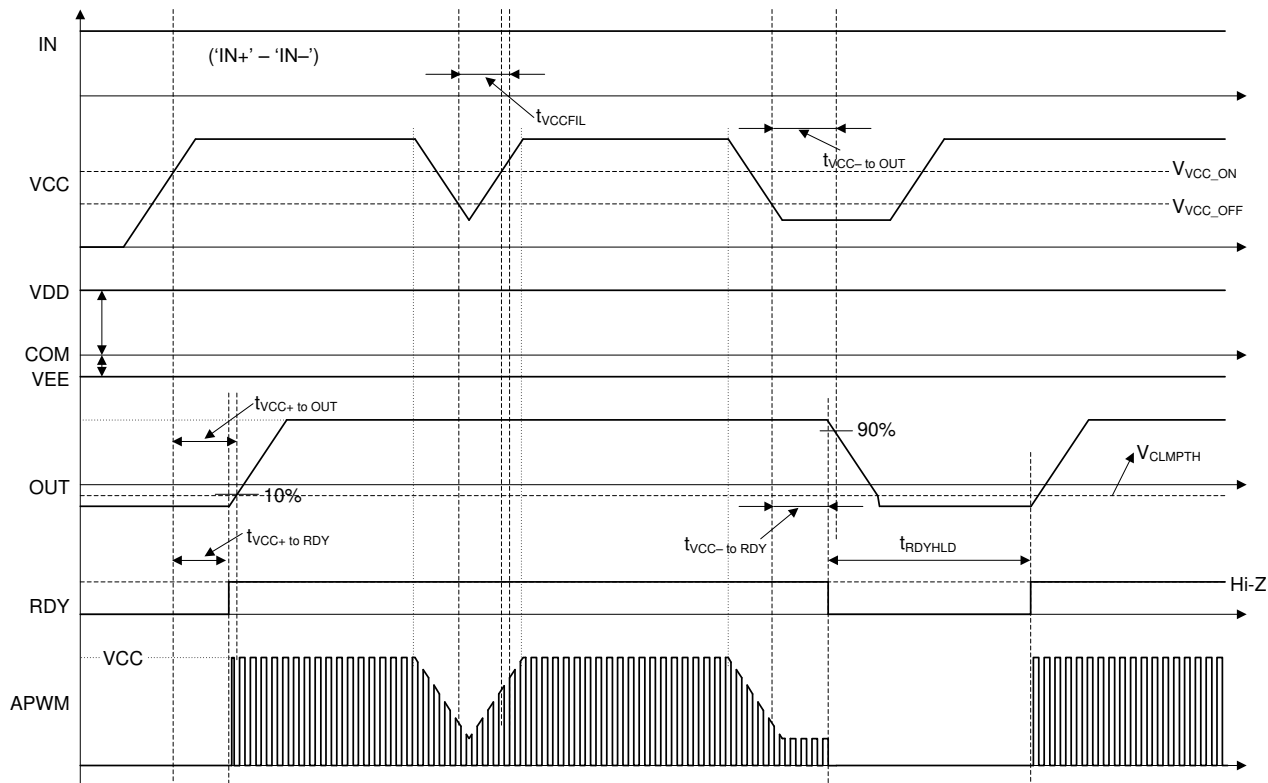 IN
('IN+' – 'IN–')
tVCCFIL
VCC
tVCC– to OUT
VVCC_ON
VVCC_OFF
VDD
COM
VEE
tVCC+ to OUT
90%
VCLMPTH
OUT
10%
tVCC+ to RDY
tVCC– to RDY
tRDYHLD
Hi-Z
RDY
VCC
APWM